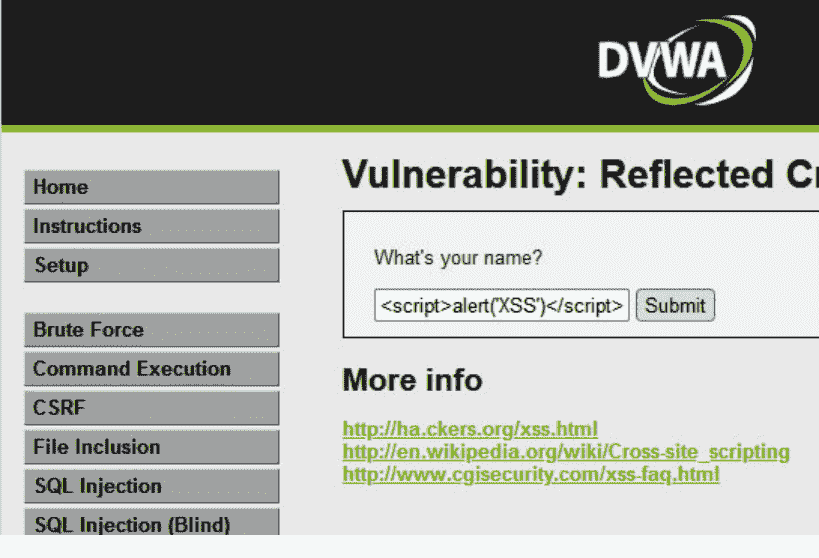 DVWA
Vulnerability: Reflected C
Home
Instructions
Setup
Brute Force
Command Execution
CSRF
File Inclusion
SQL Injection
SQL Injection (Blind)
What's your name?
<script>alert('XSS')</script> Submit
More info
http://ha.ckers.org/xss.html
http://en.wikipedia.org/wiki/Cross-site_scripting
http://www.cgisecurity.com/xss-faq.html